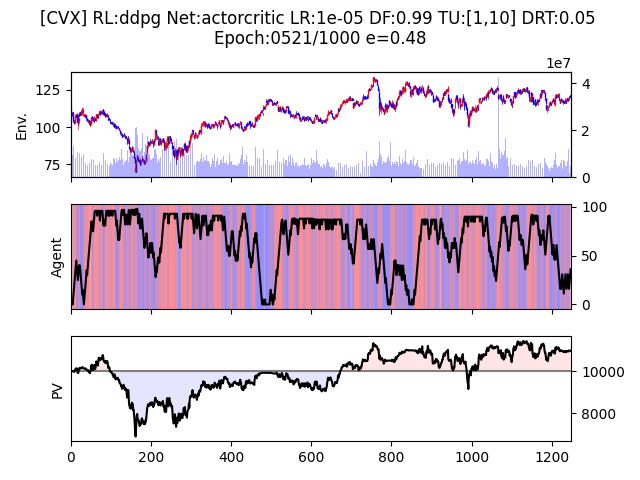 [CVX] RL:ddpg Net:actorcritic LR:1e-05 DF:0.99 TU:[1,10] DRT:0.05
Epoch:0521/1000 e=0.48
1e7
Env.
125
100
75
4
2
0
Agent
100
50
0
PV
10000
8000
0 200 400 600 800 1000 1200